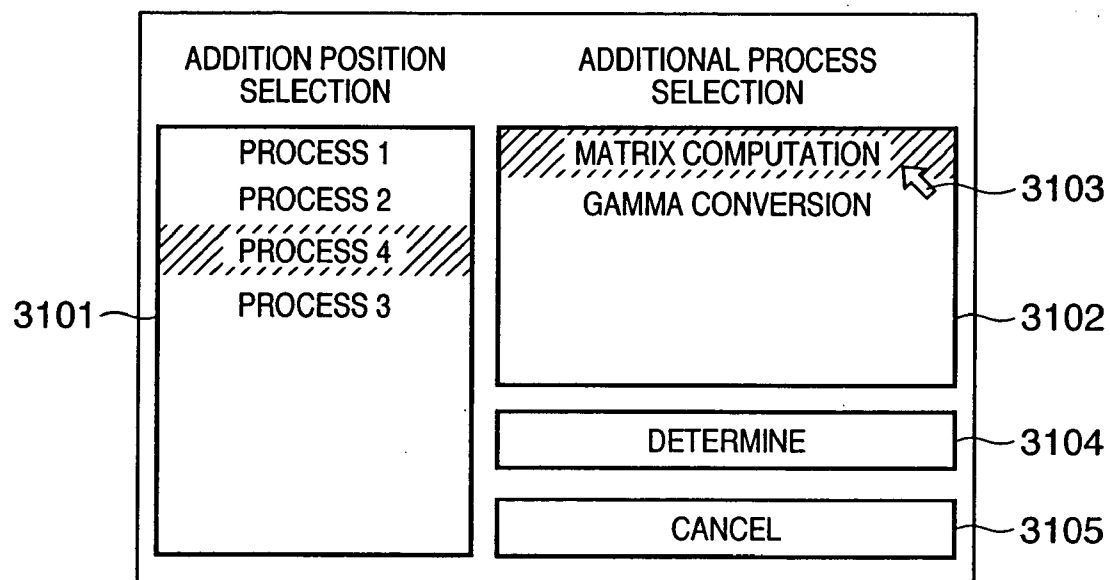 ADDITION POSITION
SELECTION
PROCESS 1
PROCESS 2
PROCESS 4
PROCESS 3
3101
ADDITIONAL PROCESS
SELECTION
MATRIX COMPUTATION
GAMMA CONVERSION
3103
3102
DETERMINE
3104
CANCEL
3105